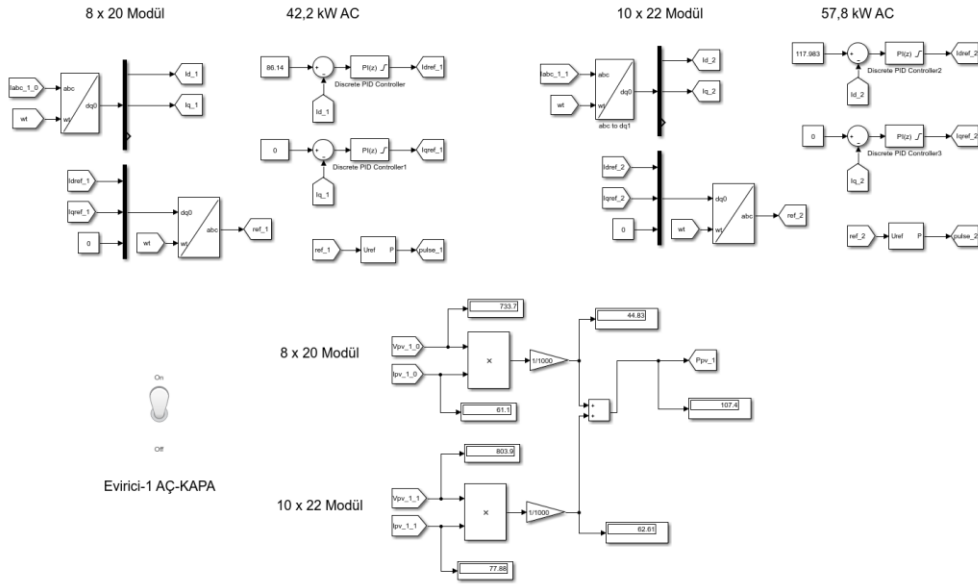 8 x 20 Modül
42,2 kW AC
10 x 22 Modül
57,8 kW AC
Iabc_1_0
wt
abc
wt
dq0
Id_1
Iq_1
86.14
+
-
PI(z)
Idref_1
Discrete PID Controller
Id_1
0
+
-
PI(z)
Iqref_1
Discrete PID Controller1
Iq_1
Idref_1
Iqref_1
0
wt
dq0
wt
abc
ref_1
ref_1
Uref
P
pulse_1
Iabc_1_1
wt
abc
wt
dq0
abc to dq1
Id_2
Iq_2
117.983
+
-
PI(z)
Idref_2
Discrete PID Controller2
Id_2
0
+
-
PI(z)
Iqref_2
Discrete PID Controller3
Iq_2
Idref_2
Iqref_2
0
wt
dq0
wt
abc
ref_2
ref_2
Uref
P
pulse_2
733.7
8 x 20 Modül
Vpv_1_0
Ipv_1_0
×
1/1000
44.83
61.1
+
+
Ppv_1
107.4
On
Off
Evirici-1 AÇ-KAPA
803.9
10 x 22 Modül
Vpv_1_1
Ipv_1_1
×
1/1000
62.61
77.88